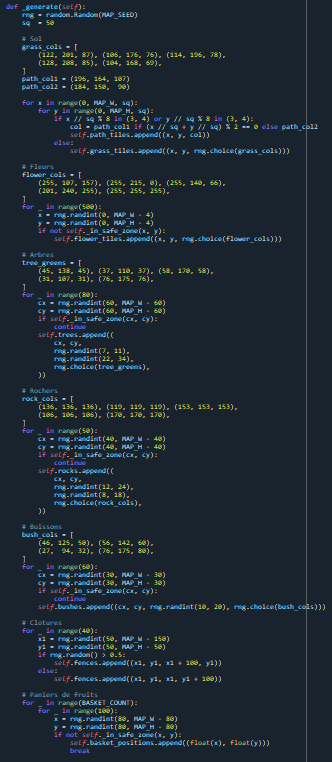 def _generate(self):
    rng = random.Random(MAP_SEED)
    sq  = 50

    # Sol
    grass_cols = [
        (122, 201, 87), (106, 176, 76), (114, 196, 78),
        (128, 208, 85), (104, 168, 69),
    ]
    path_col1 = (196, 164, 107)
    path_col2 = (184, 150,  90)

    for x in range(0, MAP_W, sq):
        for y in range(0, MAP_H, sq):
            if x // sq % 8 in (3, 4) or y // sq % 8 in (3, 4):
                col = path_col1 if (x // sq + y // sq) % 2 == 0 else path_col2
                self.path_tiles.append((x, y, col))
            else:
                self.grass_tiles.append((x, y, rng.choice(grass_cols)))

    # Fleurs
    flower_cols = [
        (255, 107, 157), (255, 215, 0), (255, 140, 66),
        (201, 240, 255), (255, 255, 255),
    ]
    for _ in range(500):
        x = rng.randint(0, MAP_W - 4)
        y = rng.randint(0, MAP_H - 4)
        if not self._in_safe_zone(x, y):
            self.flower_tiles.append((x, y, rng.choice(flower_cols)))

    # Arbres
    tree_greens = [
        (45, 138, 45), (37, 110, 37), (58, 170, 58),
        (31, 107, 31), (76, 175, 76),
    ]
    for _ in range(80):
        cx = rng.randint(60, MAP_W - 60)
        cy = rng.randint(60, MAP_H - 60)
        if self._in_safe_zone(cx, cy):
            continue
        self.trees.append((
            cx, cy,
            rng.randint(7, 11),
            rng.randint(22, 34),
            rng.choice(tree_greens),
        ))

    # Rochers
    rock_cols = [
        (136, 136, 136), (119, 119, 119), (153, 153, 153),
        (106, 106, 106), (170, 170, 170),
    ]
    for _ in range(50):
        cx = rng.randint(40, MAP_W - 40)
        cy = rng.randint(40, MAP_H - 40)
        if self._in_safe_zone(cx, cy):
            continue
        self.rocks.append((
            cx, cy,
            rng.randint(12, 24),
            rng.randint(8, 18),
            rng.choice(rock_cols),
        ))

    # Buissons
    bush_cols = [
        (46, 125, 50), (56, 142, 60),
        (27,  94, 32), (76, 175, 80),
    ]
    for _ in range(60):
        cx = rng.randint(30, MAP_W - 30)
        cy = rng.randint(30, MAP_H - 30)
        if self._in_safe_zone(cx, cy):
            continue
        self.bushes.append((cx, cy, rng.randint(10, 20), rng.choice(bush_cols)))

    # Clotures
    for _ in range(40):
        x1 = rng.randint(50, MAP_W - 150)
        y1 = rng.randint(50, MAP_H - 50)
        if rng.random() > 0.5:
            self.fences.append((x1, y1, x1 + 100, y1))
        else:
            self.fences.append((x1, y1, x1, y1 + 100))

    # Paniers de fruits
    for _ in range(BASKET_COUNT):
        for _ in range(100):
            x = rng.randint(80, MAP_W - 80)
            y = rng.randint(80, MAP_H - 80)
            if not self._in_safe_zone(x, y):
                self.basket_positions.append((float(x), float(y)))
                break